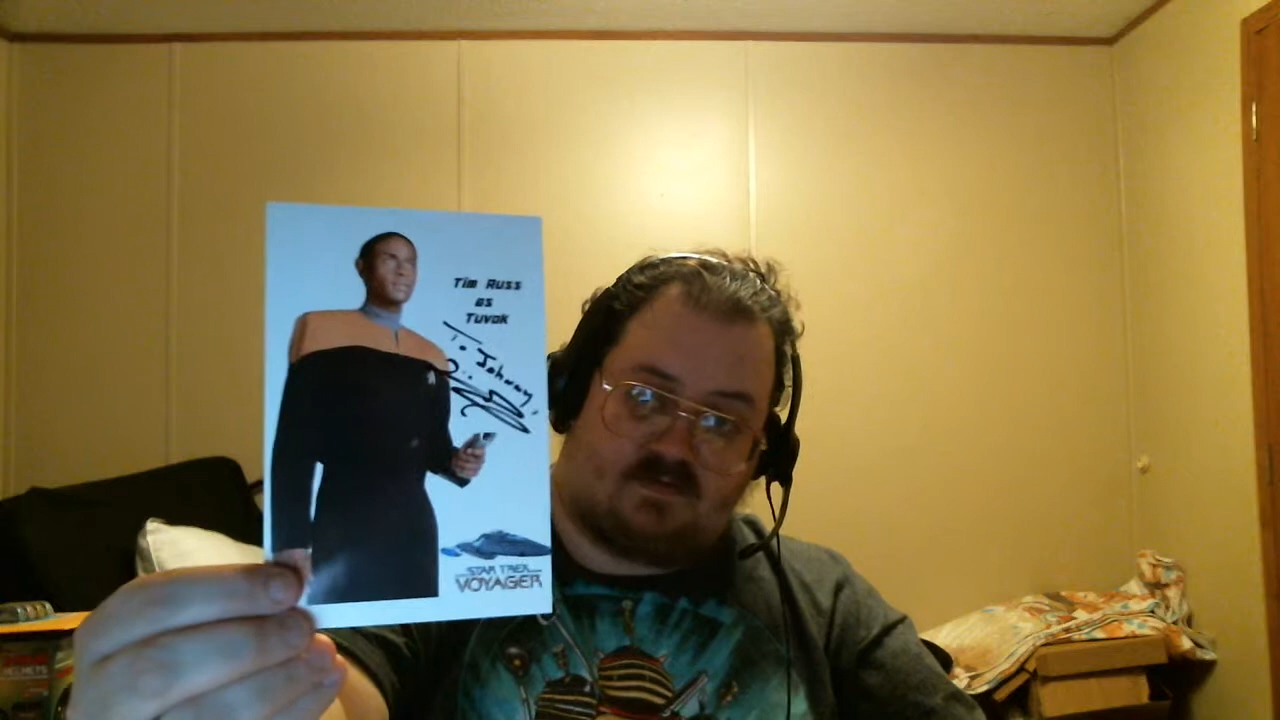 Tim Russ
as
Tuvok
To Johnny!
STAR TREK
VOYAGER